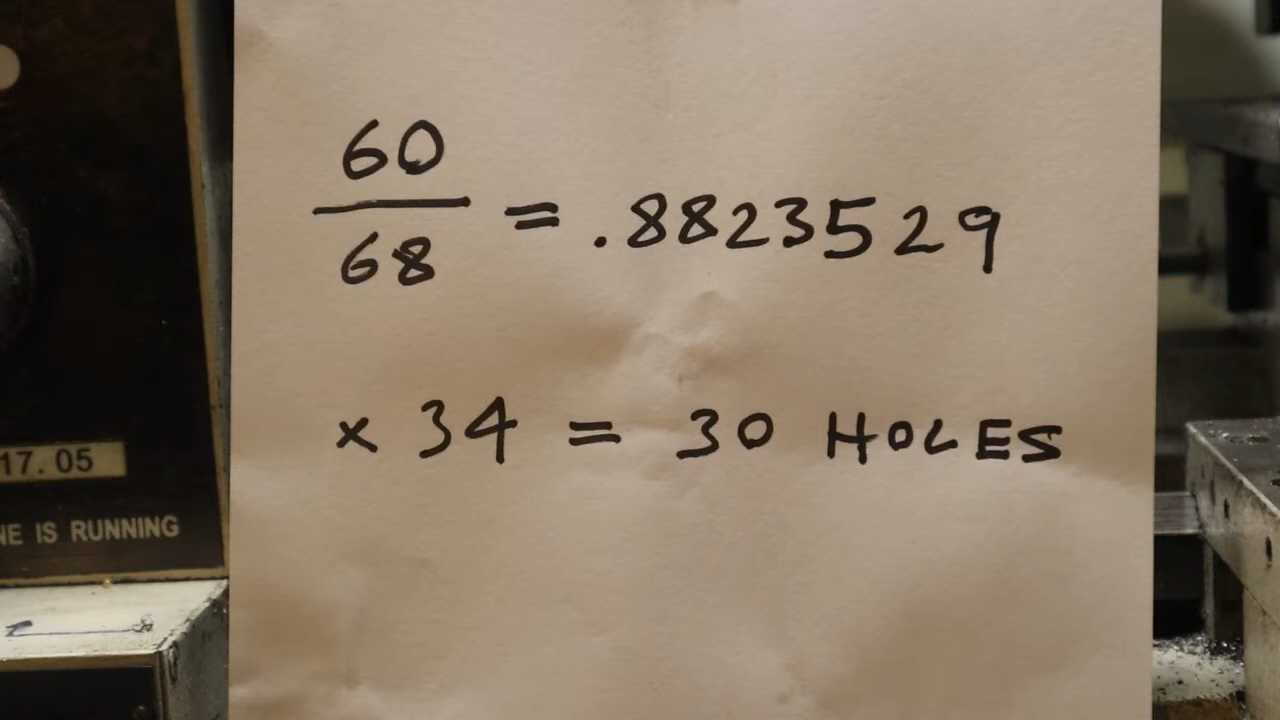 60
68
= .8823529
× 34 = 30 HOLES
17.05
NE IS RUNNING